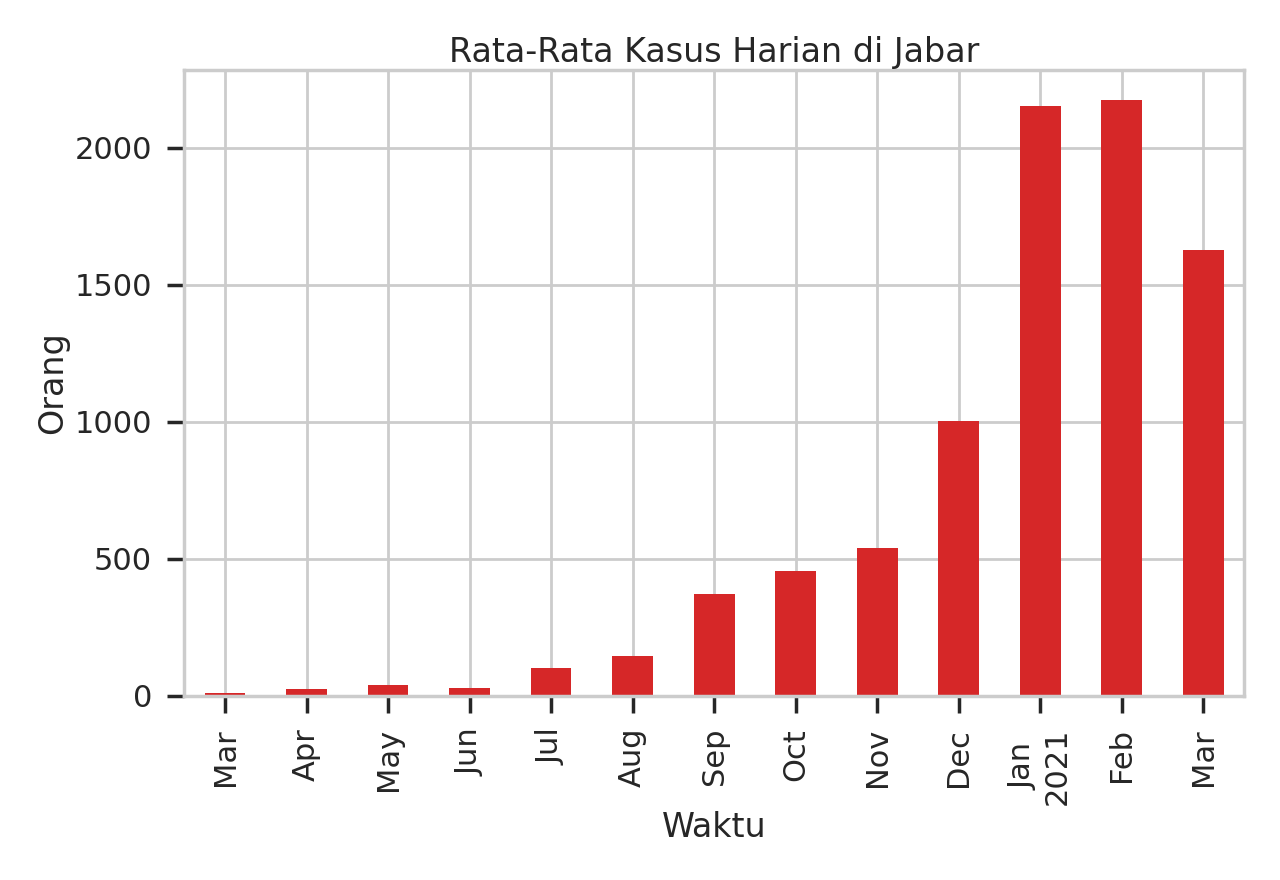 Rata-Rata Kasus Harian di Jabar
2000
1500
1000
500
0
Orang
Mar
Apr
May
Jun
Jul
Aug
Sep
Oct
Nov
Dec
Jan
2021
Feb
Mar
Waktu